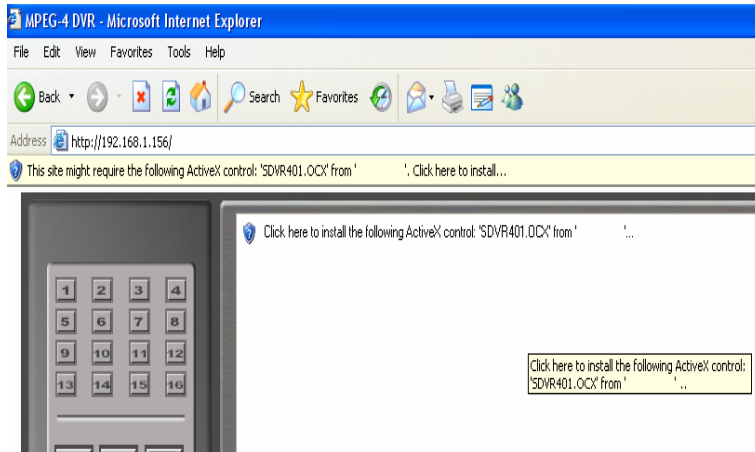 MPEG-4 DVR - Microsoft Internet Explorer
File Edit View Favorites Tools Help
Back Search Favorites
Address http://192.168.1.156/
This site might require the following ActiveX control: 'SDVR401.OCX' from ' '. Click here to install...
Click here to install the following ActiveX control: 'SDVR401.OCX' from ' '...
1 2 3 4
5 6 7 8
9 10 11 12
13 14 15 16
Click here to install the following ActiveX control:
'SDVR401.OCX' from ' ' ..